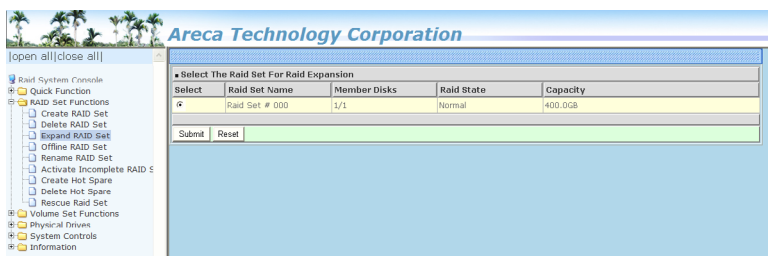 Areca Technology Corporation
|open all|close all|
Raid System Console
Quick Function
RAID Set Functions
Create RAID Set
Delete RAID Set
Expand RAID Set
Offline RAID Set
Rename RAID Set
Activate Incomplete RAID S
Create Hot Spare
Delete Hot Spare
Rescue Raid Set
Volume Set Functions
Physical Drives
System Controls
Information
Select The Raid Set For Raid Expansion
Select Raid Set Name Member Disks Raid State Capacity
Raid Set # 000 1/1 Normal 400.0GB
Submit Reset